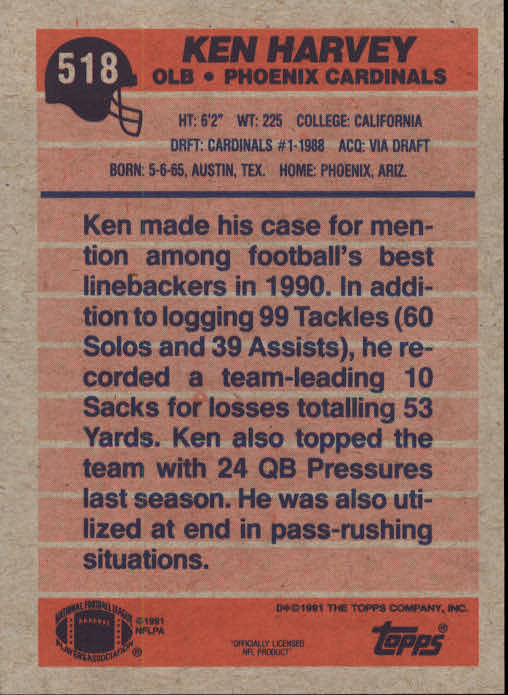 518
KEN HARVEY
OLB • PHOENIX CARDINALS
HT: 6'2" WT: 225 COLLEGE: CALIFORNIA
DRFT: CARDINALS #1-1988 ACQ: VIA DRAFT
BORN: 5-6-65, AUSTIN, TEX. HOME: PHOENIX, ARIZ.
Ken made his case for men-
tion among football's best
linebackers in 1990. In addi-
tion to logging 99 Tackles (60
Solos and 39 Assists), he re-
corded a team-leading 10
Sacks for losses totalling 53
Yards. Ken also topped the
team with 24 QB Pressures
last season. He was also uti-
lized at end in pass-rushing
situations.
NATIONAL FOOTBALL LEAGUE
PLAYERS ASSOCIATION
®
©1991
NFLPA
"OFFICIALLY LICENSED
NFL PRODUCT"
D*©1991 THE TOPPS COMPANY, INC.
topps®